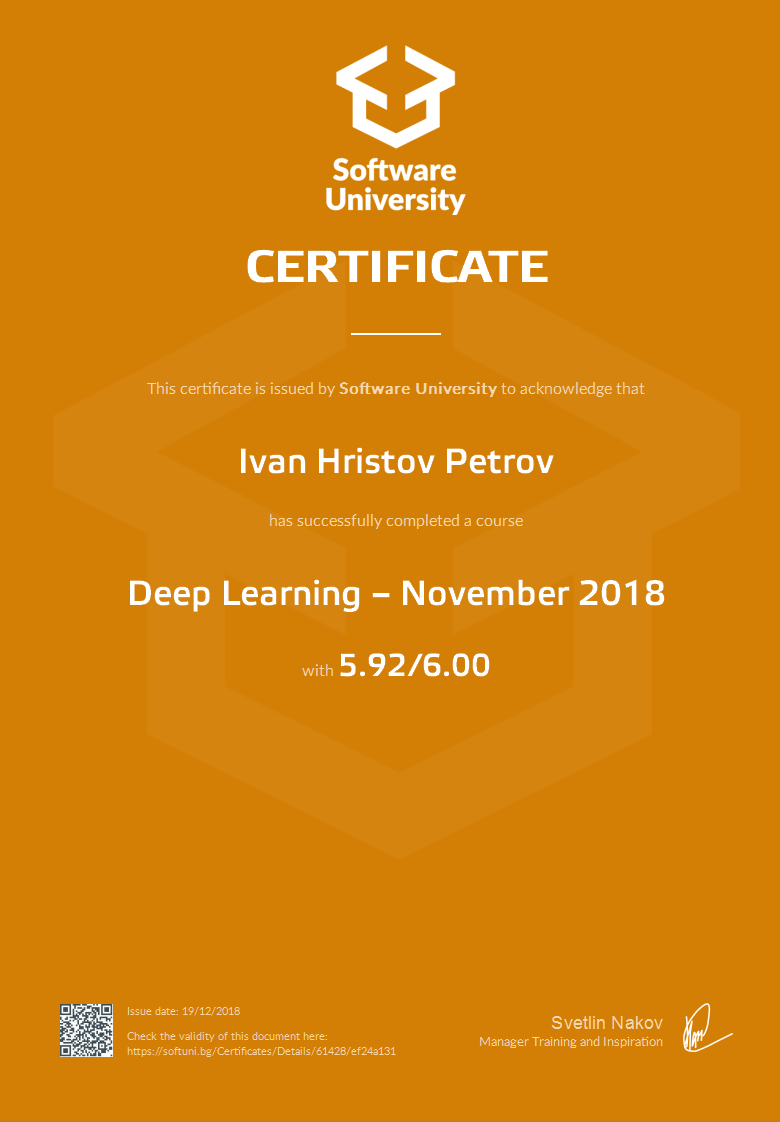 Software
University
CERTIFICATE
This certificate is issued by Software University to acknowledge that
Ivan Hristov Petrov
has successfully completed a course
Deep Learning – November 2018
with 5.92/6.00
Issue date: 19/12/2018
Check the validity of this document here:
https://softuni.bg/Certificates/Details/61428/ef24a131
Svetlin Nakov
Manager Training and Inspiration